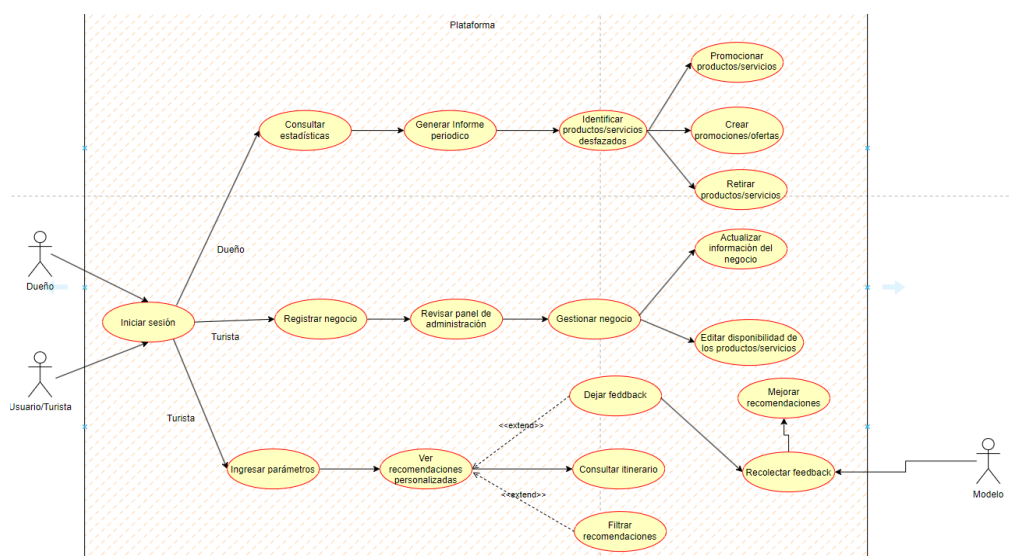 Plataforma
Promocionar
productos/servicios
Consultar
estadísticas
Generar Informe
periodico
Identificar
productos/servicios
desfazados
Crear
promociones/ofertas
Retirar
productos/servicios
Dueño
Actualizar
información del
negocio
Dueño
Iniciar sesión
Turista
Registrar negocio
Revisar panel de
administración
Gestionar negocio
Editar disponibilidad de
los productos/servicios
Usuario/Turista
Turista
Dejar feddback
Mejorar
recomendaciones
<<extend>>
Ingresar parámetros
Ver
recomendaciones
personalizadas
Consultar itinerario
Recolectar feedback
Modelo
<<extend>>
Filtrar
recomendaciones